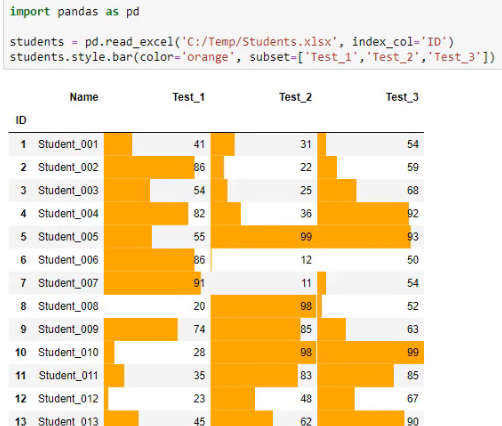 import pandas as pd
students = pd.read_excel('C:/Temp/Students.xlsx', index_col='ID')
students.style.bar(color='orange', subset=['Test_1','Test_2','Test_3'])
Name Test_1 Test_2 Test_3
ID
1 Student_001 41 31 54
2 Student_002 86 22 59
3 Student_003 54 25 68
4 Student_004 82 36 92
5 Student_005 55 99 93
6 Student_006 86 12 50
7 Student_007 91 11 54
8 Student_008 20 98 52
9 Student_009 74 85 63
10 Student_010 28 98 99
11 Student_011 35 83 85
12 Student_012 23 48 67
13 Student_013 45 62 90